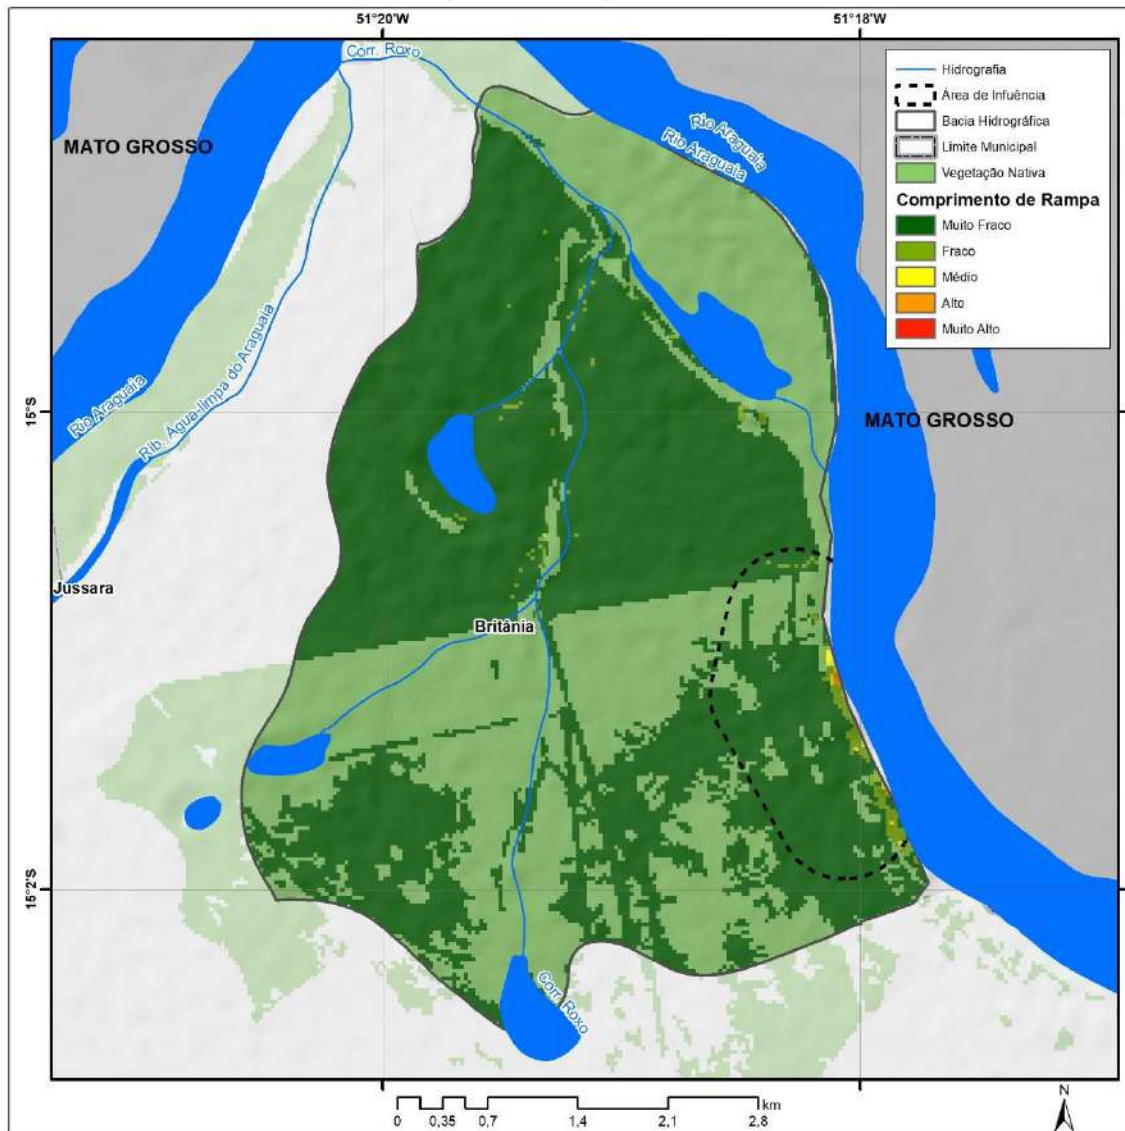 51°20'W
51°18'W
Corr. Roxo
Hidrografia
Área de Infuência
Bacia Hidrográfica
Límite Municipal
Vegetação Nativa
Comprimento de Rampa
Muito Fraco
Fraco
Médio
Alto
Muito Alto
MATO GROSSO
Rio Araguaia
Rio Araguaia
Rio Araguaia
Rib. Água-limpa do Araguaia
15°S
MATO GROSSO
Jussara
Britânia
15°2'S
Corr. Roxo
N
km
0
0,35
0,7
1,4
2,1
2,8